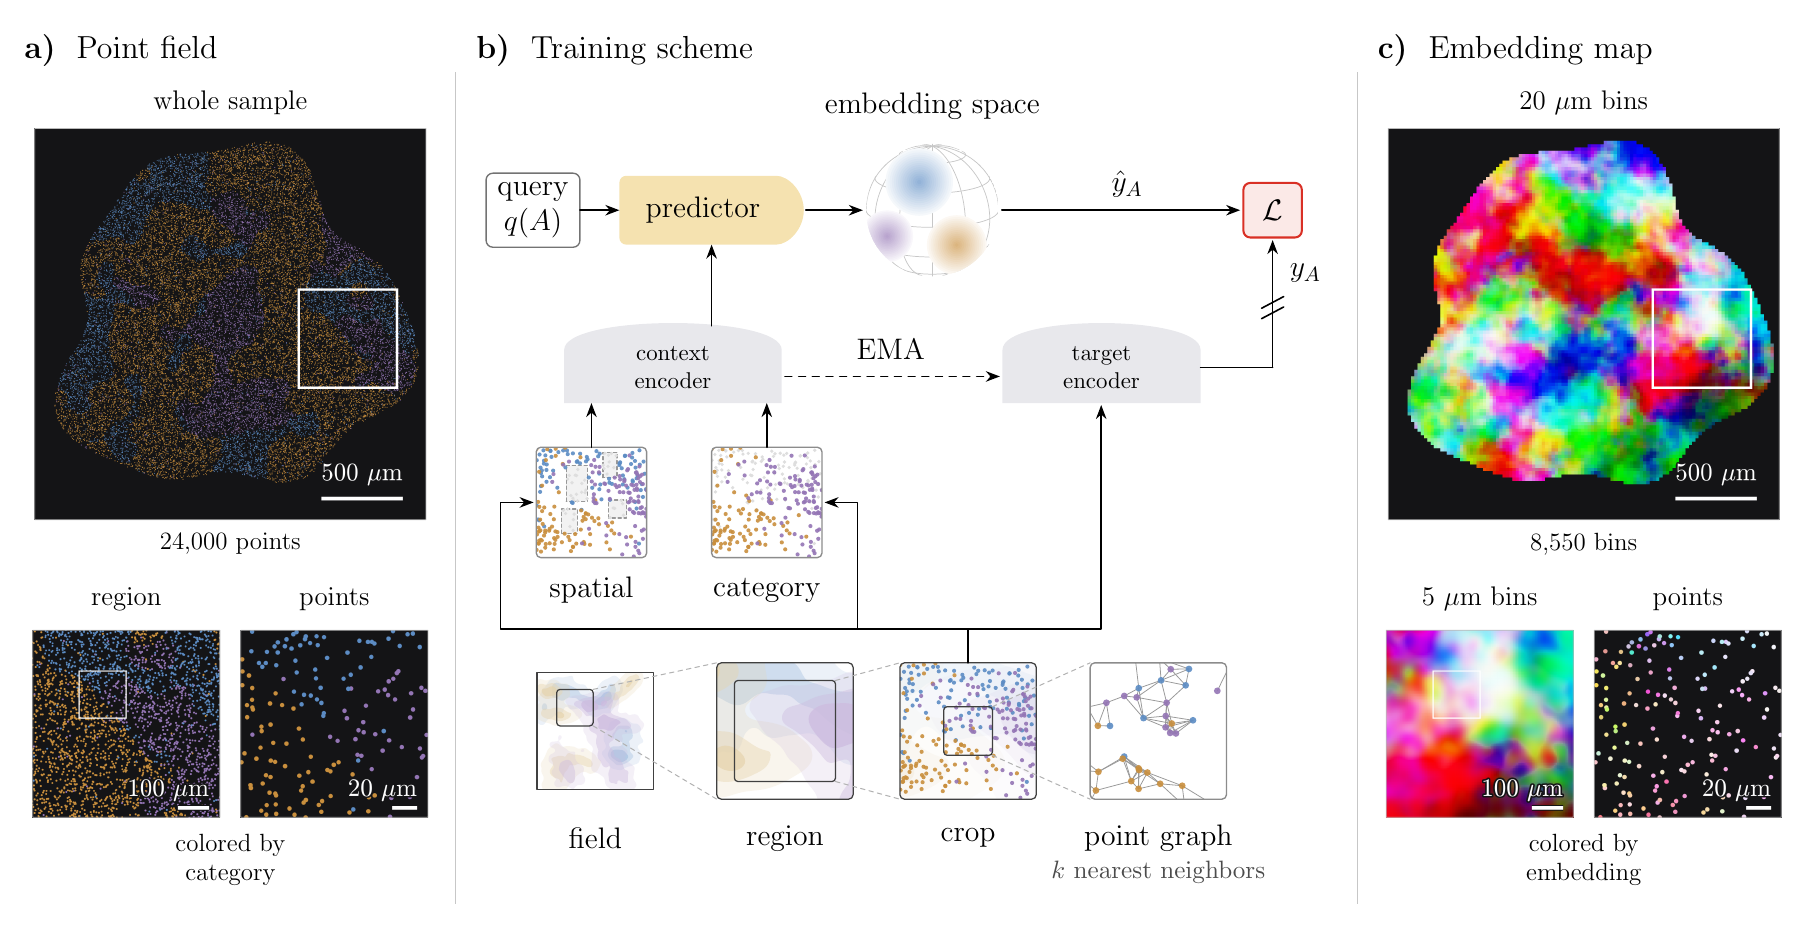 a) Point field
whole sample
500 μm
24,000 points
region
points
100 μm
20 μm
colored by
category
b) Training scheme
embedding space
query
q(A)
predictor
ŷ_A
ℒ
y_A
context
encoder
EMA
target
encoder
spatial
category
field
region
crop
point graph
k nearest neighbors
c) Embedding map
20 μm bins
500 μm
8,550 bins
5 μm bins
points
100 μm
20 μm
colored by
embedding